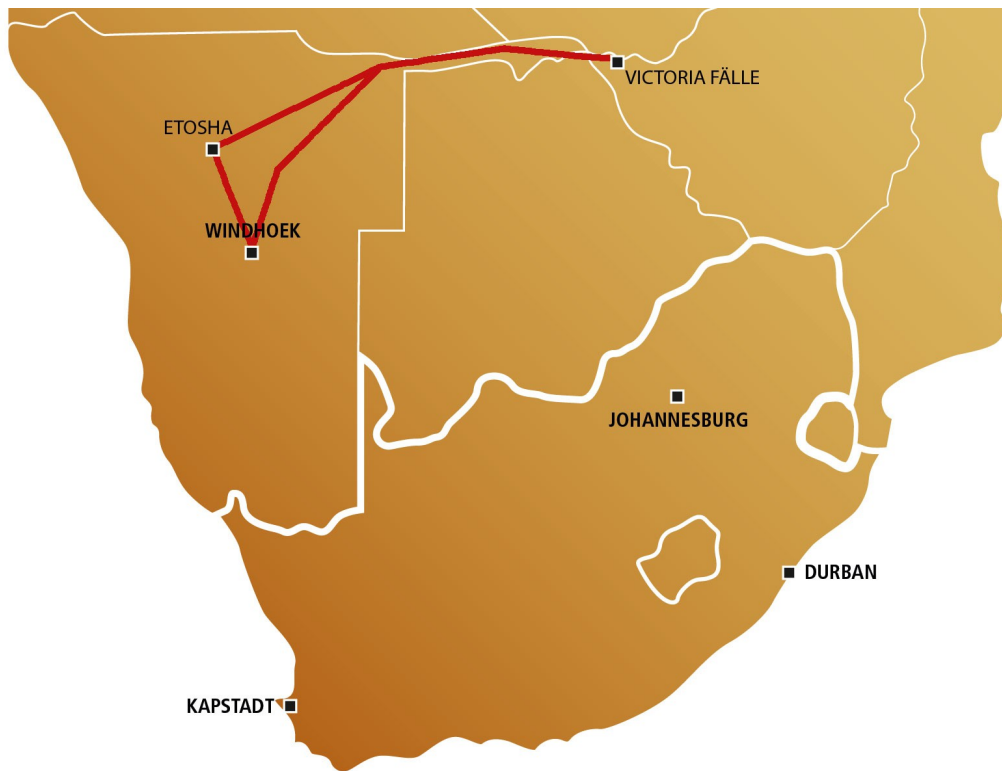 VICTORIA FÄLLE
ETOSHA
WINDHOEK
JOHANNESBURG
DURBAN
KAPSTADT